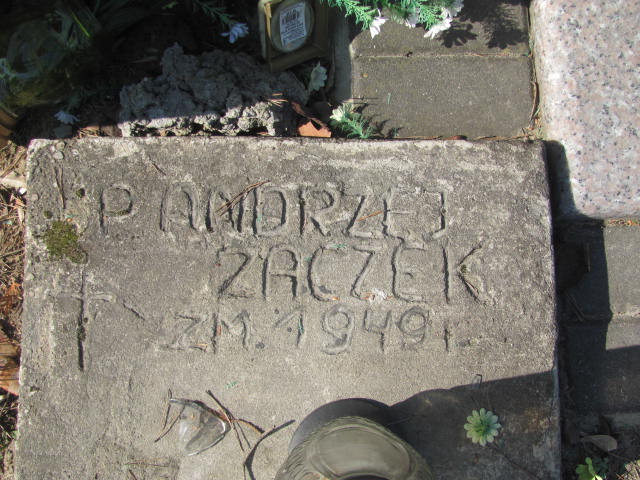 P ANDRZEJ
ZACZEK
ZM. 1949 r